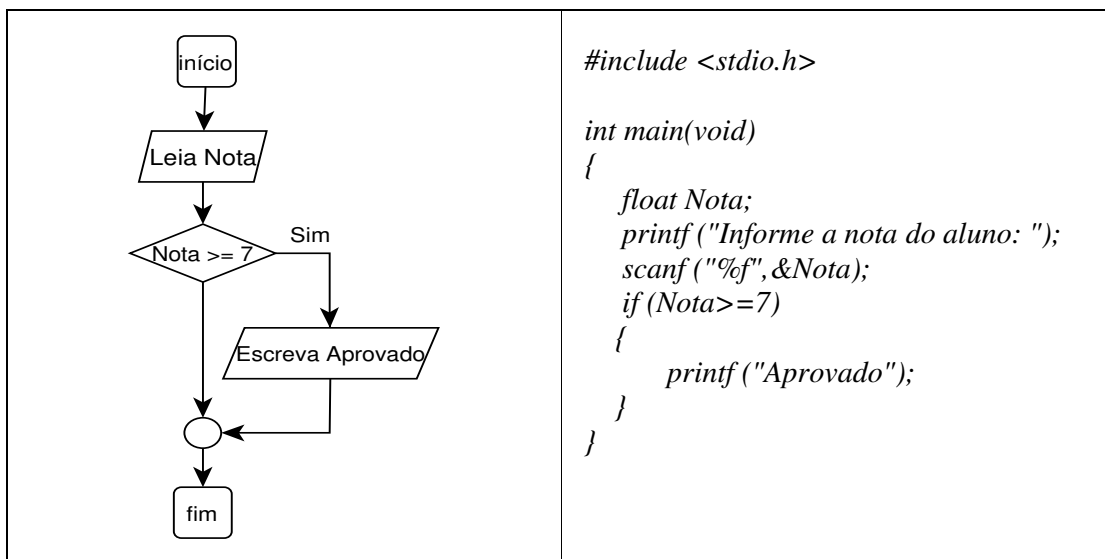 início
Leia Nota
Nota >= 7
Sim
Escreva Aprovado
fim
#include <stdio.h>
int main(void)
{
float Nota;
printf ("Informe a nota do aluno: ");
scanf ("%f",&Nota);
if (Nota>=7)
{
printf ("Aprovado");
}
}